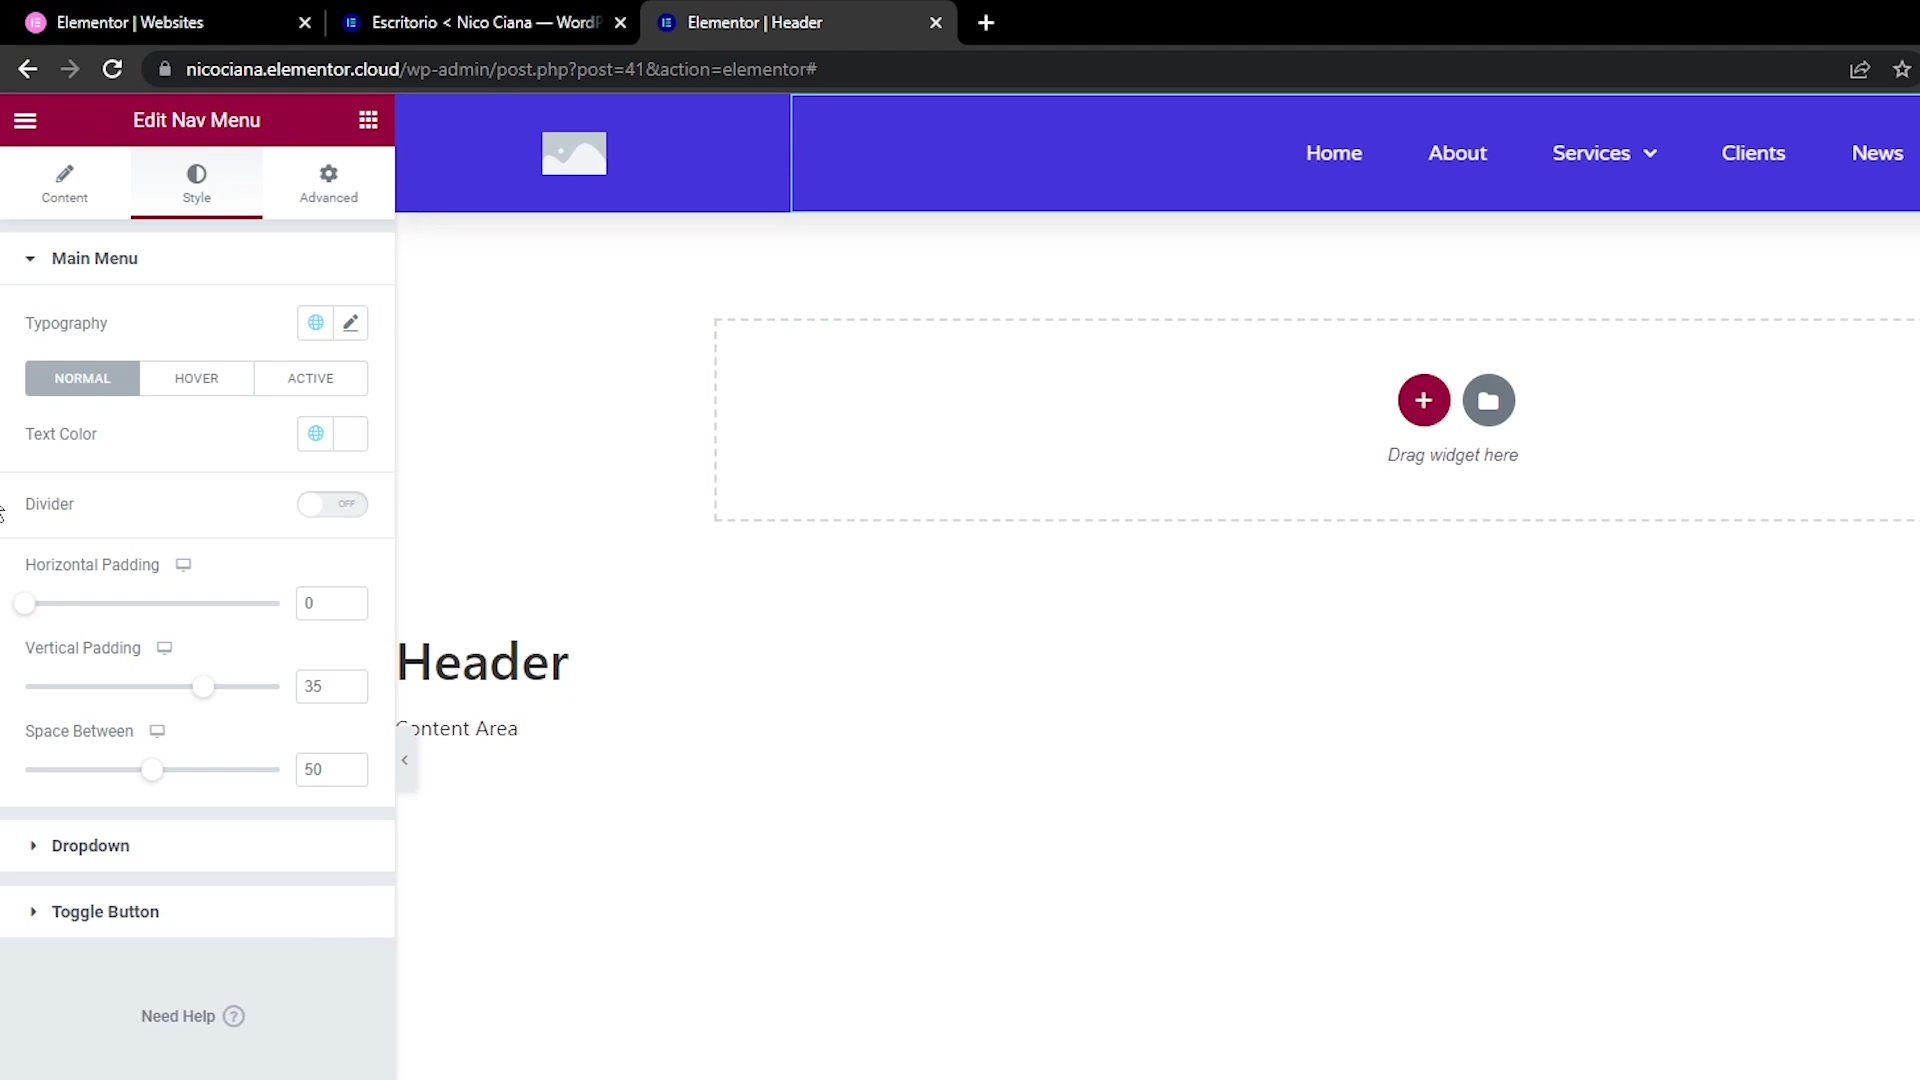 Elementor | Websites
Escritorio < Nico Ciana — WordP
Elementor | Header
nicociana.elementor.cloud/wp-admin/post.php?post=41&action=elementor#
Edit Nav Menu
Content
Style
Advanced
Home
About
Services
Clients
News
Main Menu
Typography
NORMAL
HOVER
ACTIVE
Text Color
Divider
OFF
Horizontal Padding
0
Vertical Padding
35
Space Between
50
Dropdown
Toggle Button
Need Help
?
Drag widget here
Header
Content Area